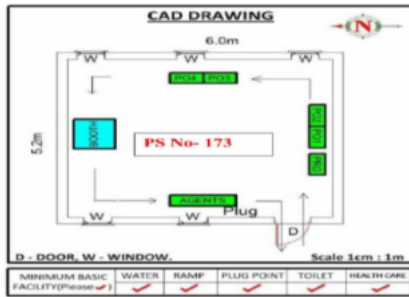 CAD DRAWING
N
6.0m
W W W
PO4 PO3
5.2m
BOOTH
PS No- 173
PO2
PO1
PRO
AGENTS
Plug
W W
D
D - DOOR, W - WINDOW.
Scale 1cm : 1m
MINIMUM BASIC FACILITY(Please✓)
WATER
RAMP
PLUG POINT
TOILET
HEALTH CARE